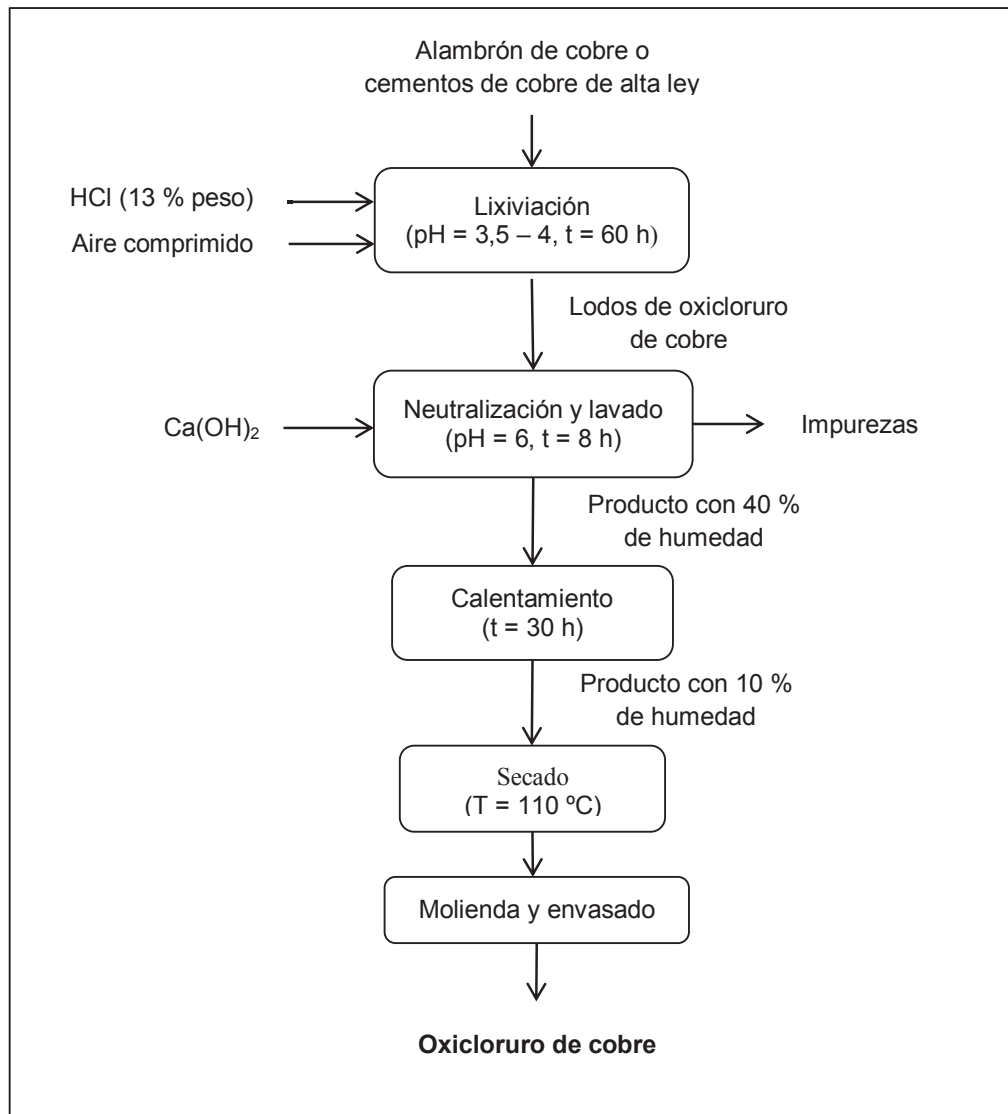 Alambrón de cobre o
cementos de cobre de alta ley
HCl (13 % peso)
Aire comprimido
Lixiviación
(pH = 3,5 – 4, t = 60 h)
Lodos de oxicloruro
de cobre
Ca(OH)₂
Neutralización y lavado
(pH = 6, t = 8 h)
Impurezas
Producto con 40 %
de humedad
Calentamiento
(t = 30 h)
Producto con 10 %
de humedad
Secado
(T = 110 ºC)
Molienda y envasado
Oxicloruro de cobre